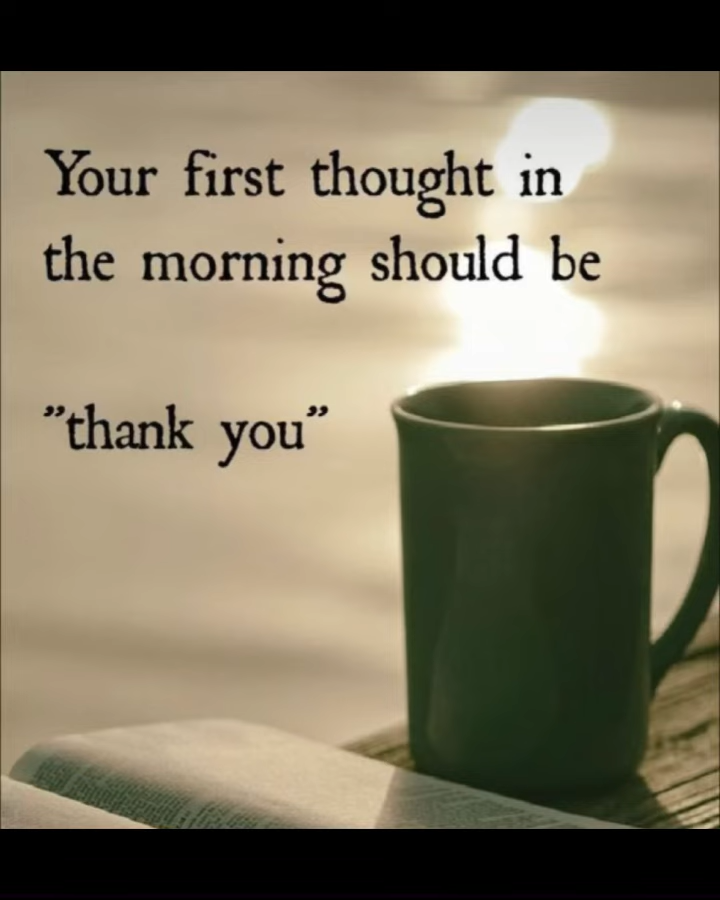 Your first thought in
the morning should be
”thank you”